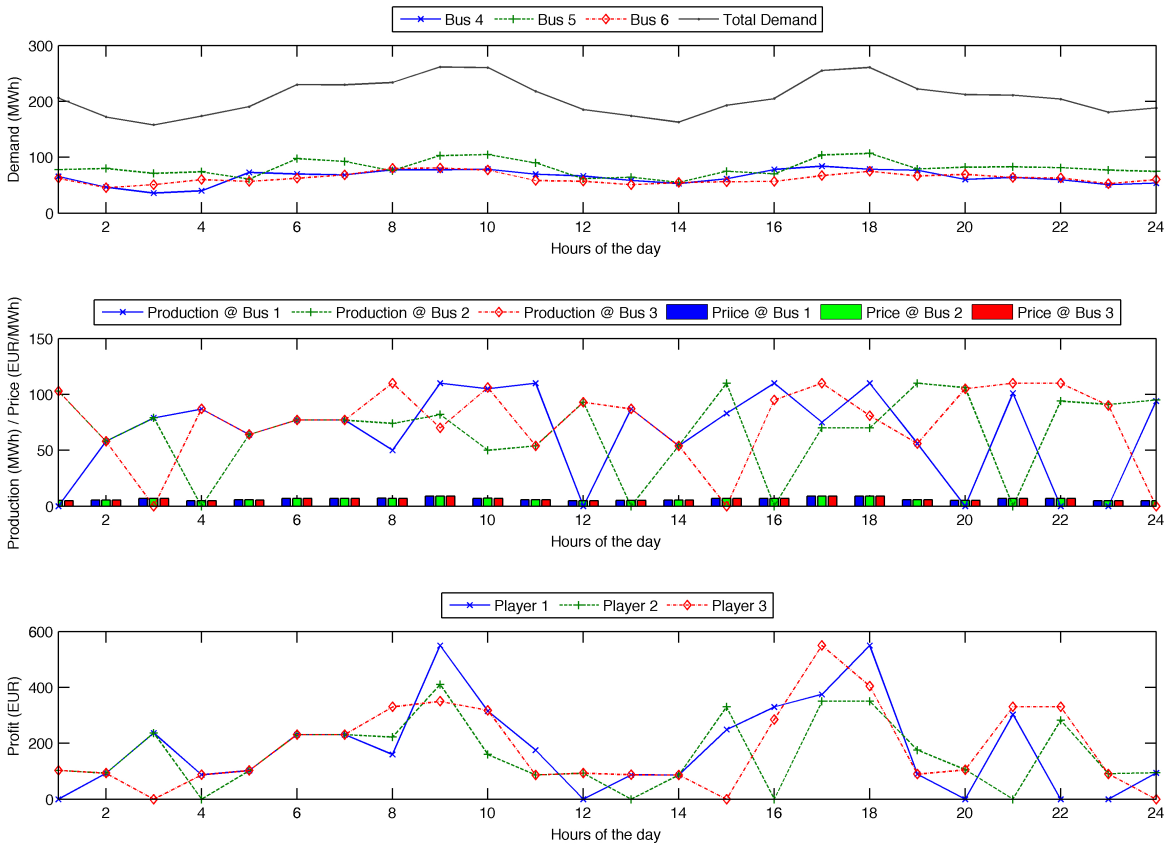 Bus 4 Bus 5 Bus 6 Total Demand
300
200
100
0
Demand (MWh)
2 4 6 8 10 12 14 16 18 20 22 24
Hours of the day
Production @ Bus 1 Production @ Bus 2 Production @ Bus 3 Priice @ Bus 1 Price @ Bus 2 Price @ Bus 3
150
100
50
0
Production (MWh) / Price (EUR/MWh)
2 4 6 8 10 12 14 16 18 20 22 24
Hours of the day
Player 1 Player 2 Player 3
600
400
200
0
Profit (EUR)
2 4 6 8 10 12 14 16 18 20 22 24
Hours of the day